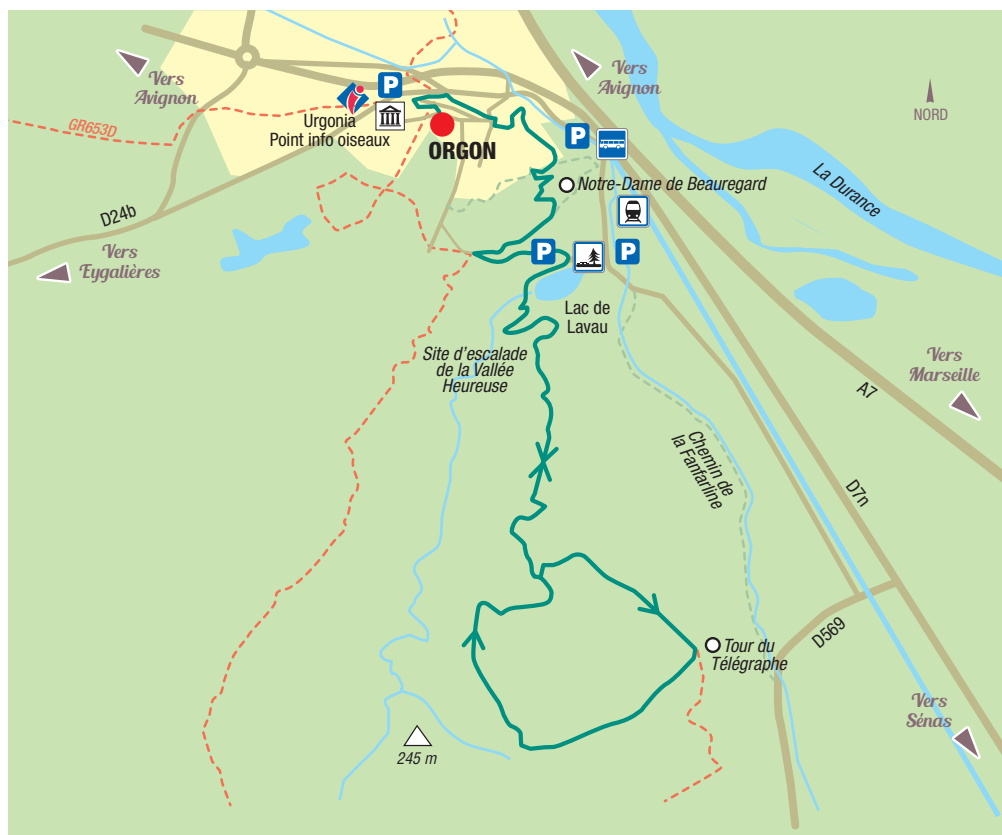 Vers
Avignon
Vers
Avignon
NORD
P
GR653D
Urgonia
Point info oiseaux
ORGON
P
La Durance
Notre-Dame de Beauregard
D24b
Vers
Eygalières
P
P
Lac de
Lavau
Site d'escalade
de la Vallée
Heureuse
Vers
Marseille
A7
Chemin de
la Fanfarline
D7n
D569
Tour du
Télégraphe
Vers
Sénas
245 m